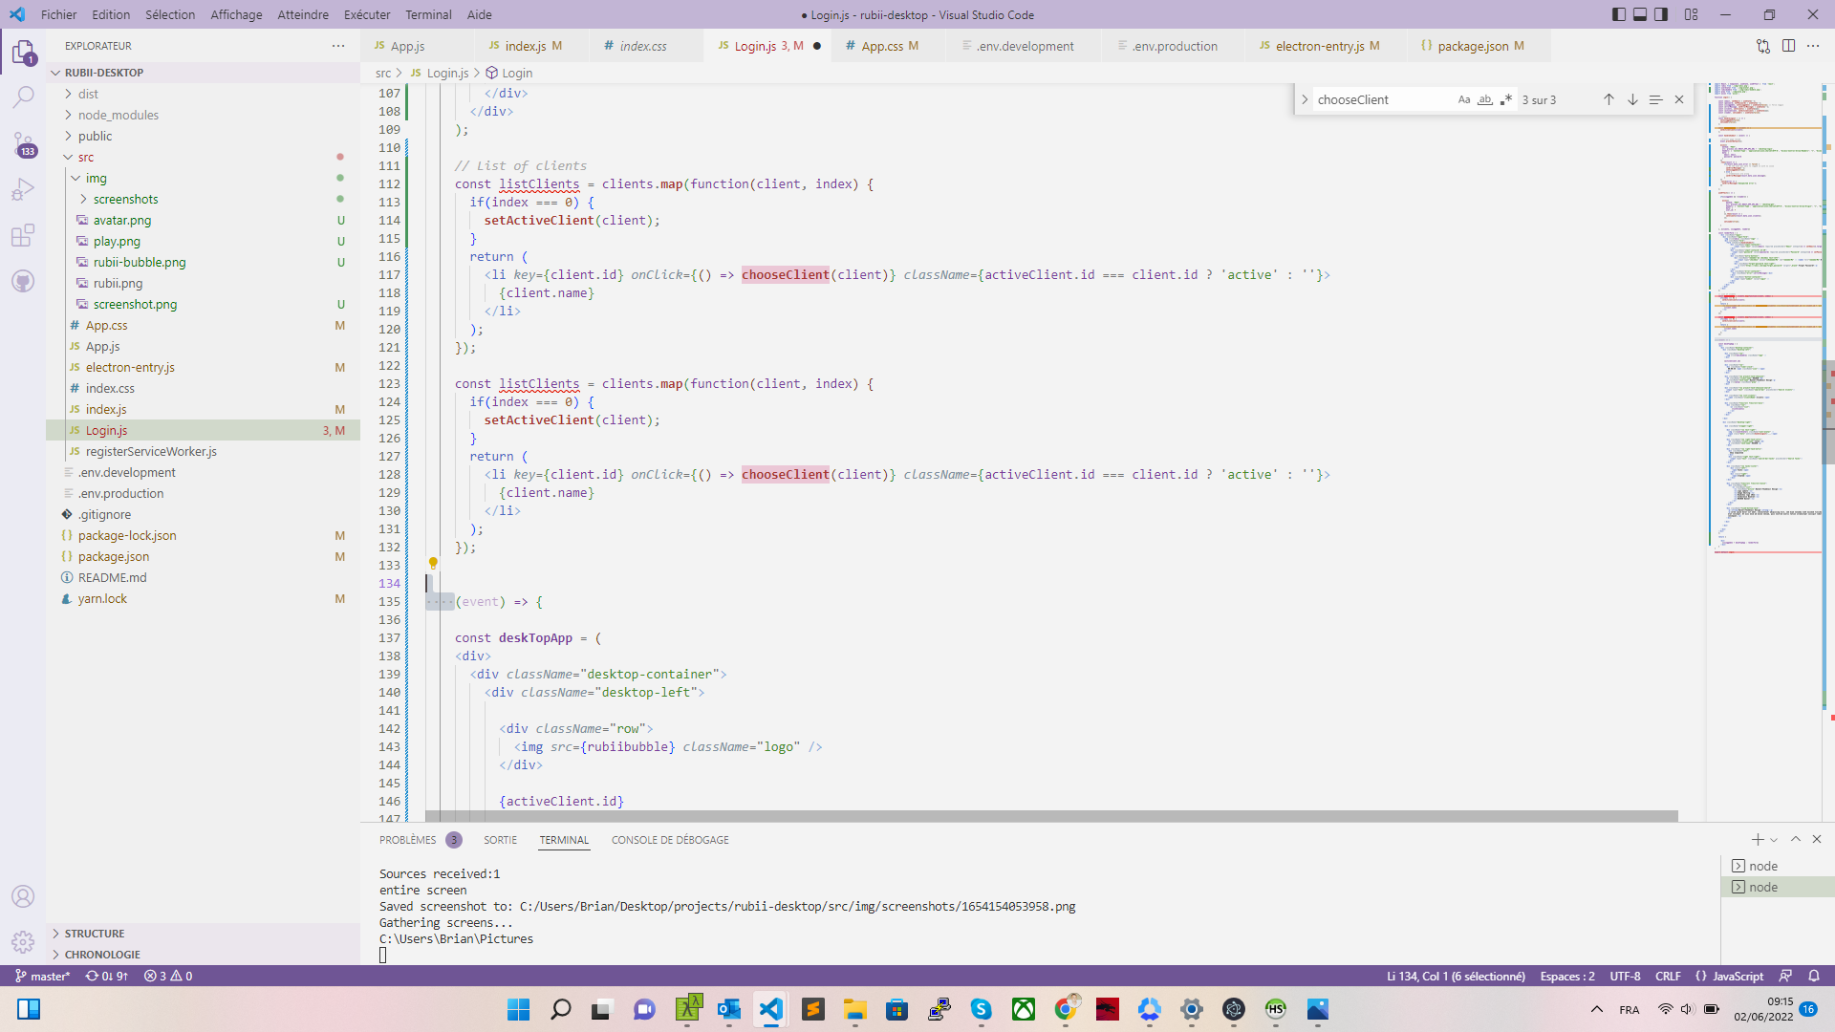 Fichier Edition Sélection Affichage Atteindre Exécuter Terminal Aide
● Login.js - rubii-desktop - Visual Studio Code
EXPLORATEUR ···
JS App.js
JS index.js M
# index.css
JS Login.js 3, M ●
# App.css M
.env.development
.env.production
JS electron-entry.js M
{} package.json M
src > JS Login.js > Login
RUBII-DESKTOP
dist
node_modules
public
src
img
screenshots
avatar.png U
play.png U
rubii-bubble.png U
rubii.png
screenshot.png U
# App.css M
JS App.js
JS electron-entry.js M
# index.css
JS index.js M
JS Login.js 3, M
JS registerServiceWorker.js
.env.development
.env.production
.gitignore
{} package-lock.json M
{} package.json M
README.md
yarn.lock M
STRUCTURE
CHRONOLOGIE
1
133
chooseClient Aa ab .* 3 sur 3
107 </div>
108 </div>
109 );
110
111 // List of clients
112 const listClients = clients.map(function(client, index) {
113 if(index === 0) {
114 setActiveClient(client);
115 }
116 return (
117 <li key={client.id} onClick={() => chooseClient(client)} className={activeClient.id === client.id ? 'active' : ''}>
118 {client.name}
119 </li>
120 );
121 });
122
123 const listClients = clients.map(function(client, index) {
124 if(index === 0) {
125 setActiveClient(client);
126 }
127 return (
128 <li key={client.id} onClick={() => chooseClient(client)} className={activeClient.id === client.id ? 'active' : ''}>
129 {client.name}
130 </li>
131 );
132 });
133
134
135 ····(event) => {
136
137 const deskTopApp = (
138 <div>
139 <div className="desktop-container">
140 <div className="desktop-left">
141
142 <div className="row">
143 <img src={rubiibubble} className="logo" />
144 </div>
145
146 {activeClient.id}
147
PROBLÈMES 3 SORTIE TERMINAL CONSOLE DE DÉBOGAGE
Sources received:1
entire screen
Saved screenshot to: C:/Users/Brian/Desktop/projects/rubii-desktop/src/img/screenshots/1654154053958.png
Gathering screens...
C:\Users\Brian\Pictures
node
node
master* 0↓ 9↑ 3 0
Li 134, Col 1 (6 sélectionné) Espaces : 2 UTF-8 CRLF {} JavaScript
HS
FRA
09:15
02/06/2022
16